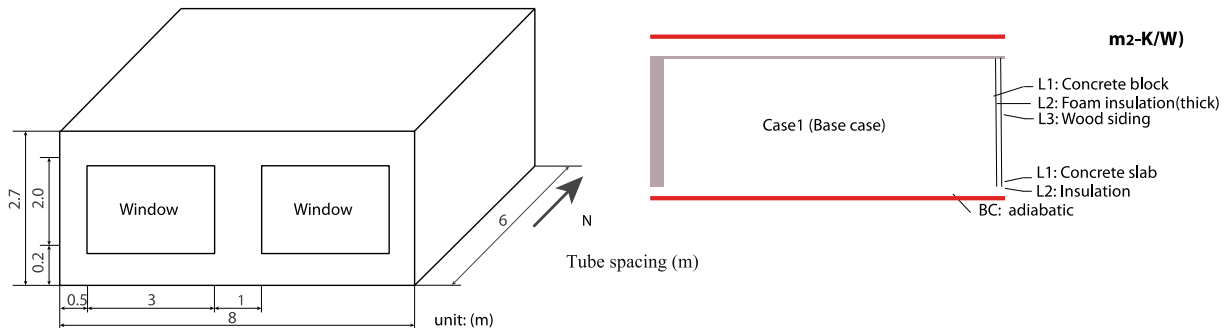 2.7
2.0
0.2
Window
Window
0.5
3
1
8
unit: (m)
6
N
Tube spacing (m)
m2-K/W)
Case1 (Base case)
L1: Concrete block
L2: Foam insulation(thick)
L3: Wood siding
L1: Concrete slab
L2: Insulation
BC: adiabatic